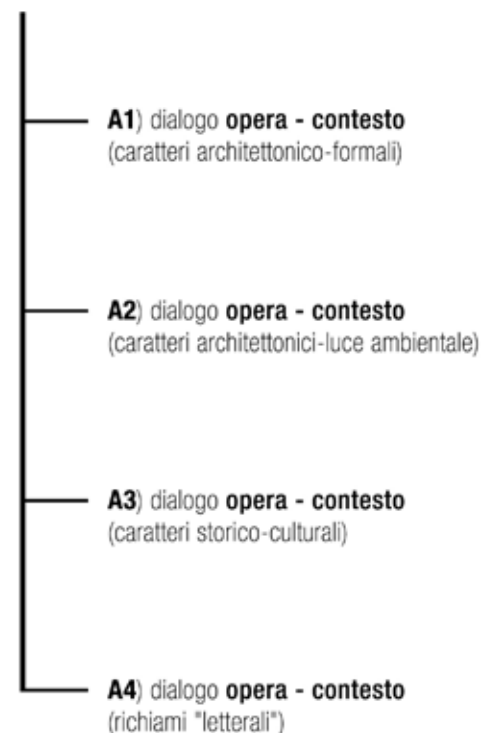 A1) dialogo opera - contesto
(caratteri architettonico-formali)
A2) dialogo opera - contesto
(caratteri architettonici-luce ambientale)
A3) dialogo opera - contesto
(caratteri storico-culturali)
A4) dialogo opera - contesto
(richiami "letterali")